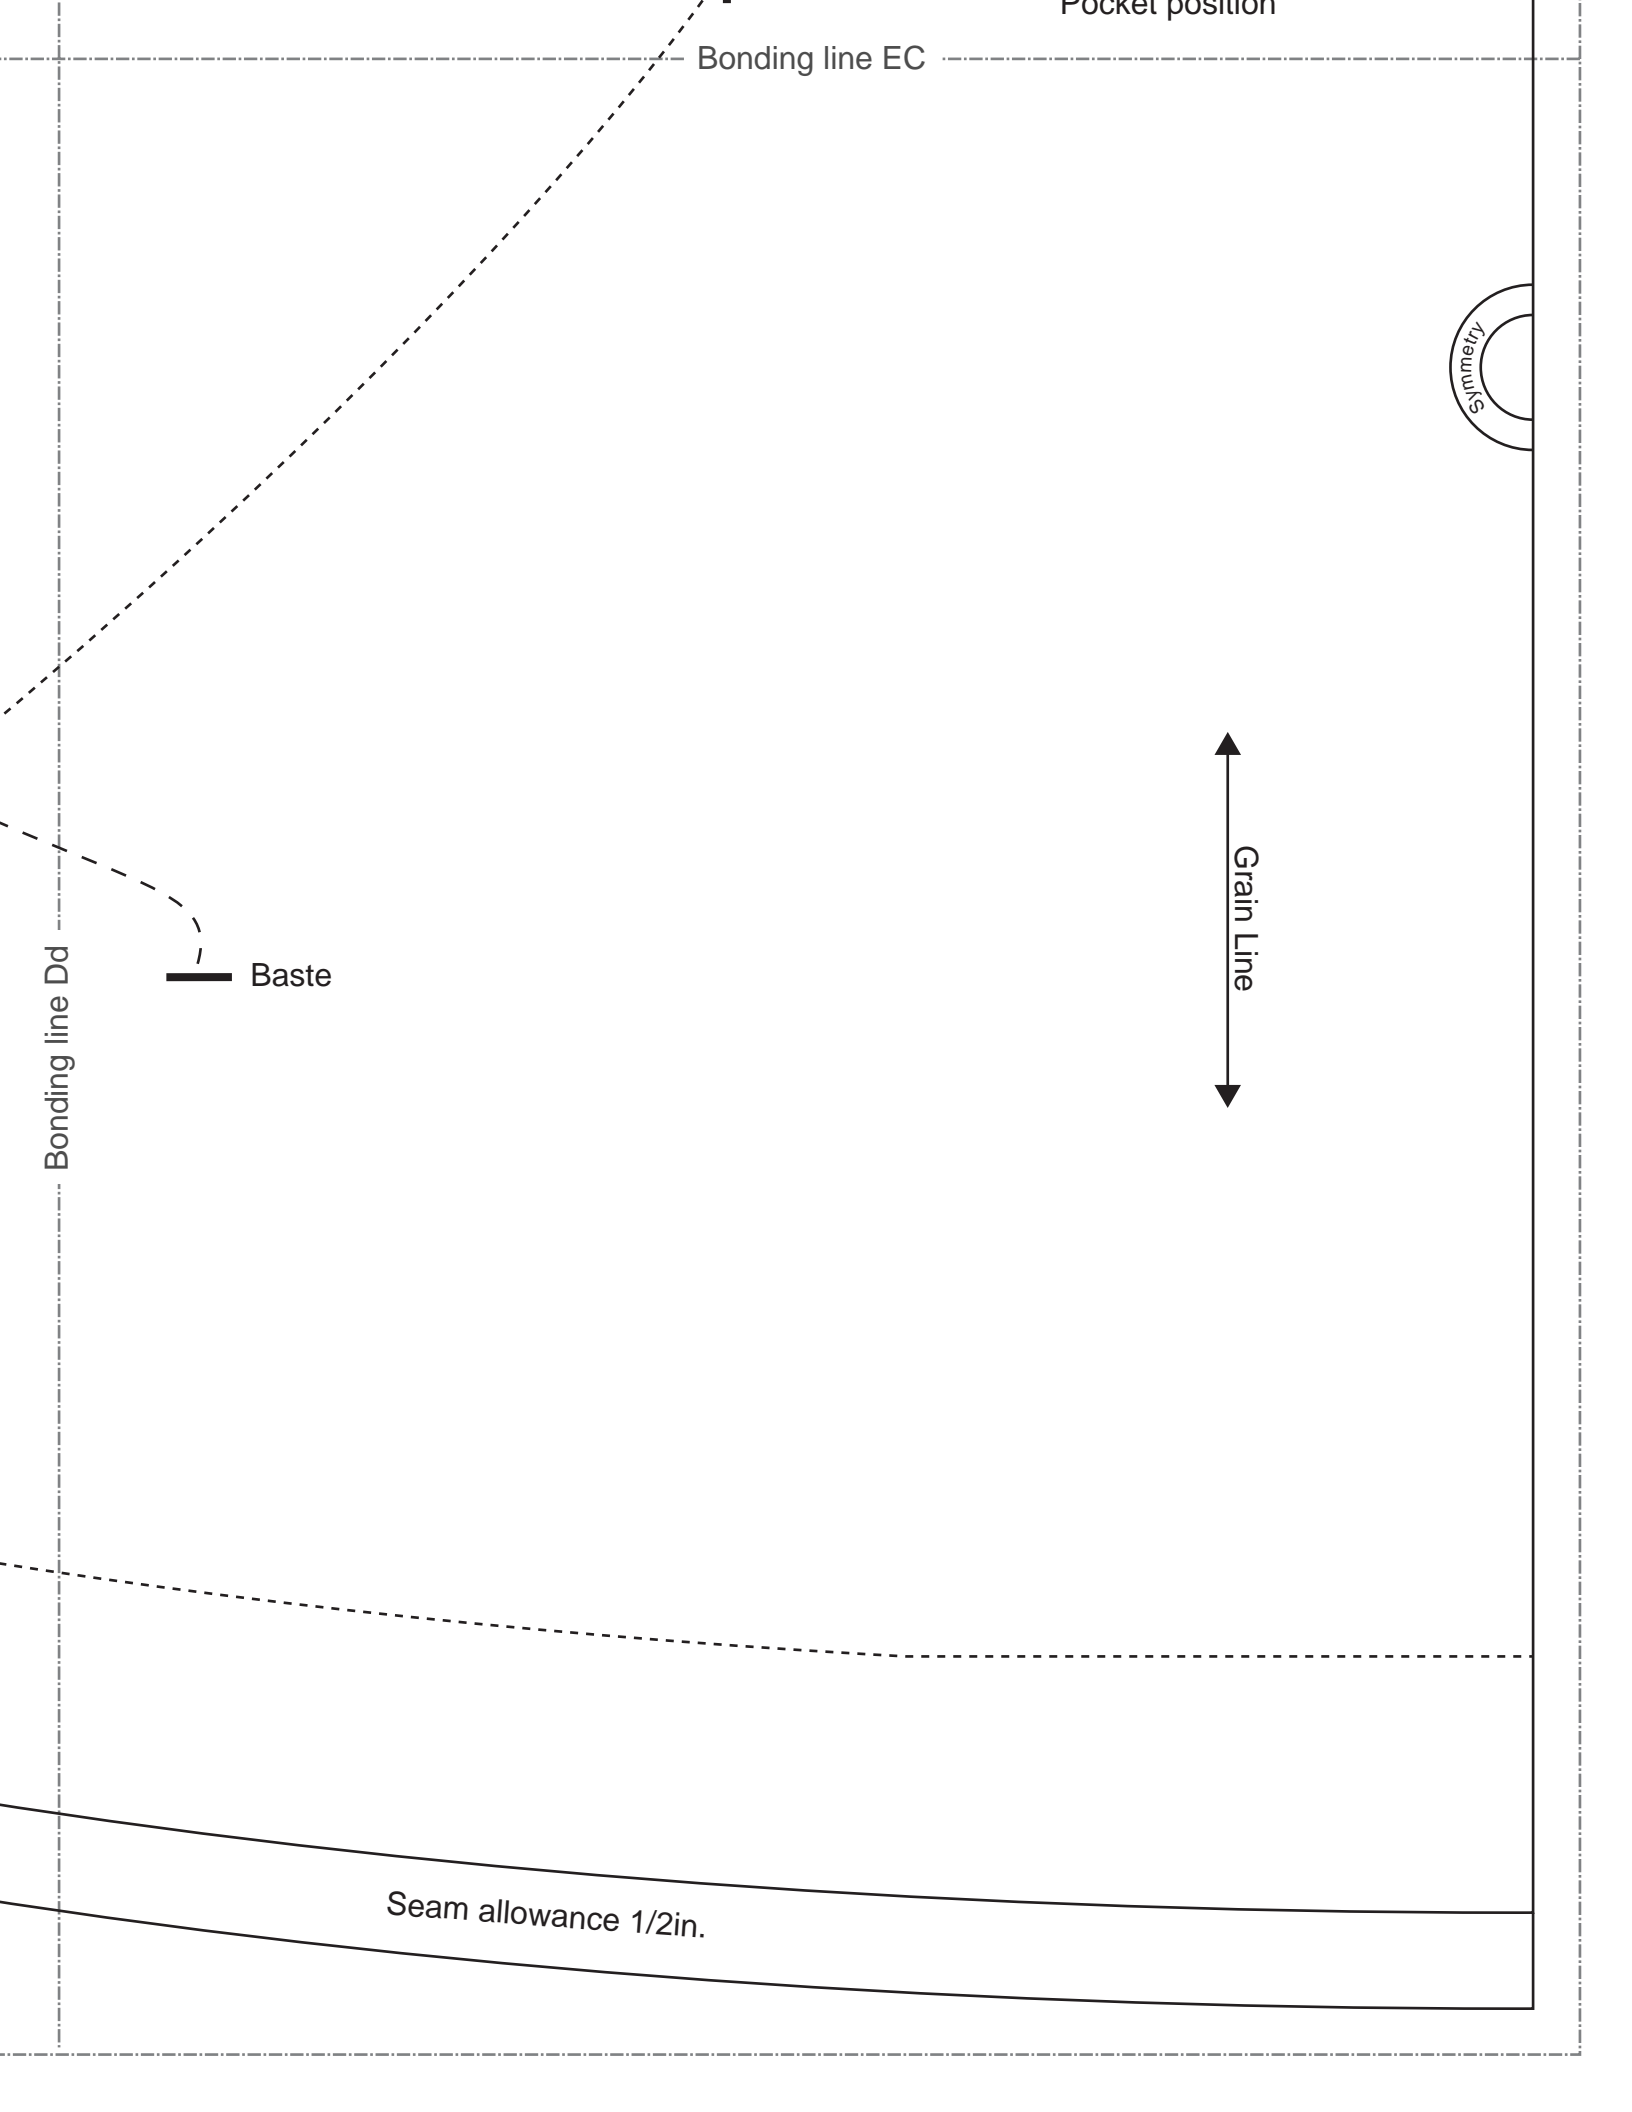 Pocket position
Bonding line EC
Symmetry
Grain Line
Bonding line Dd
Baste
Seam allowance 1/2in.